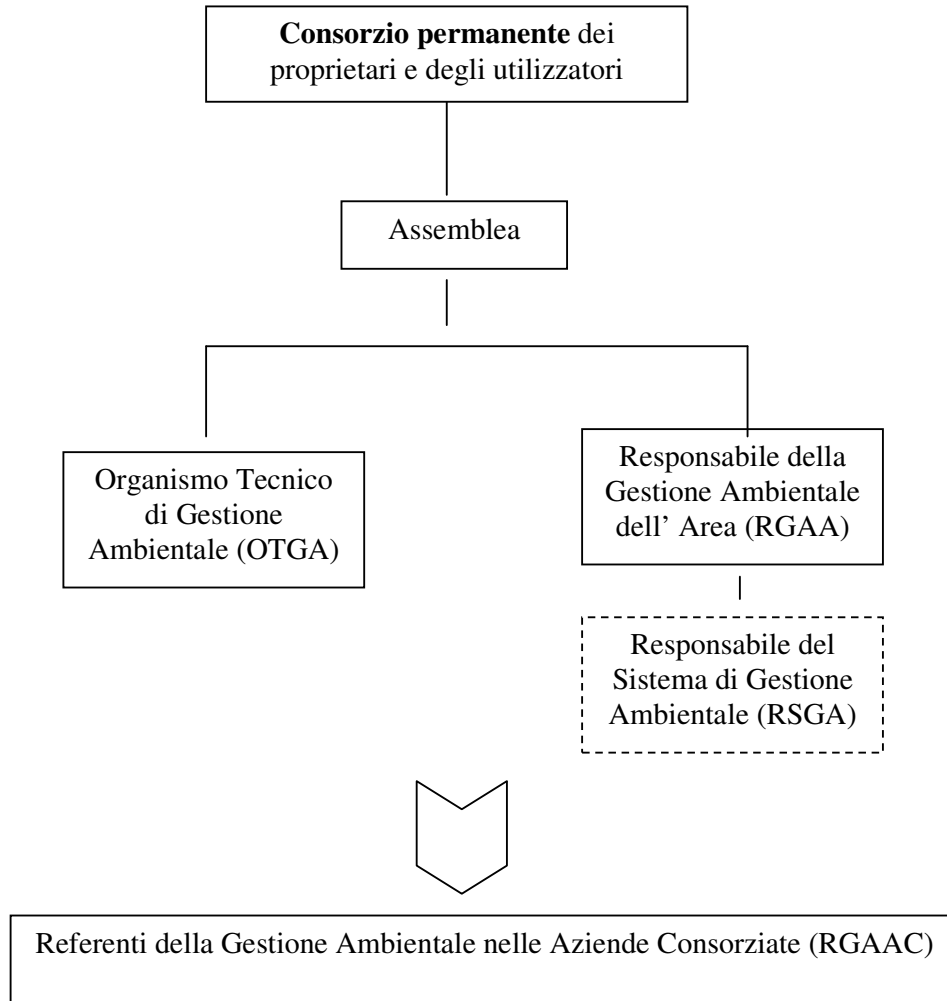 Consorzio permanente dei
proprietari e degli utilizzatori
Assemblea
Organismo Tecnico
di Gestione
Ambientale (OTGA)
Responsabile della
Gestione Ambientale
dell’ Area (RGAA)
Responsabile del
Sistema di Gestione
Ambientale (RSGA)
Referenti della Gestione Ambientale nelle Aziende Consorziate (RGAAC)